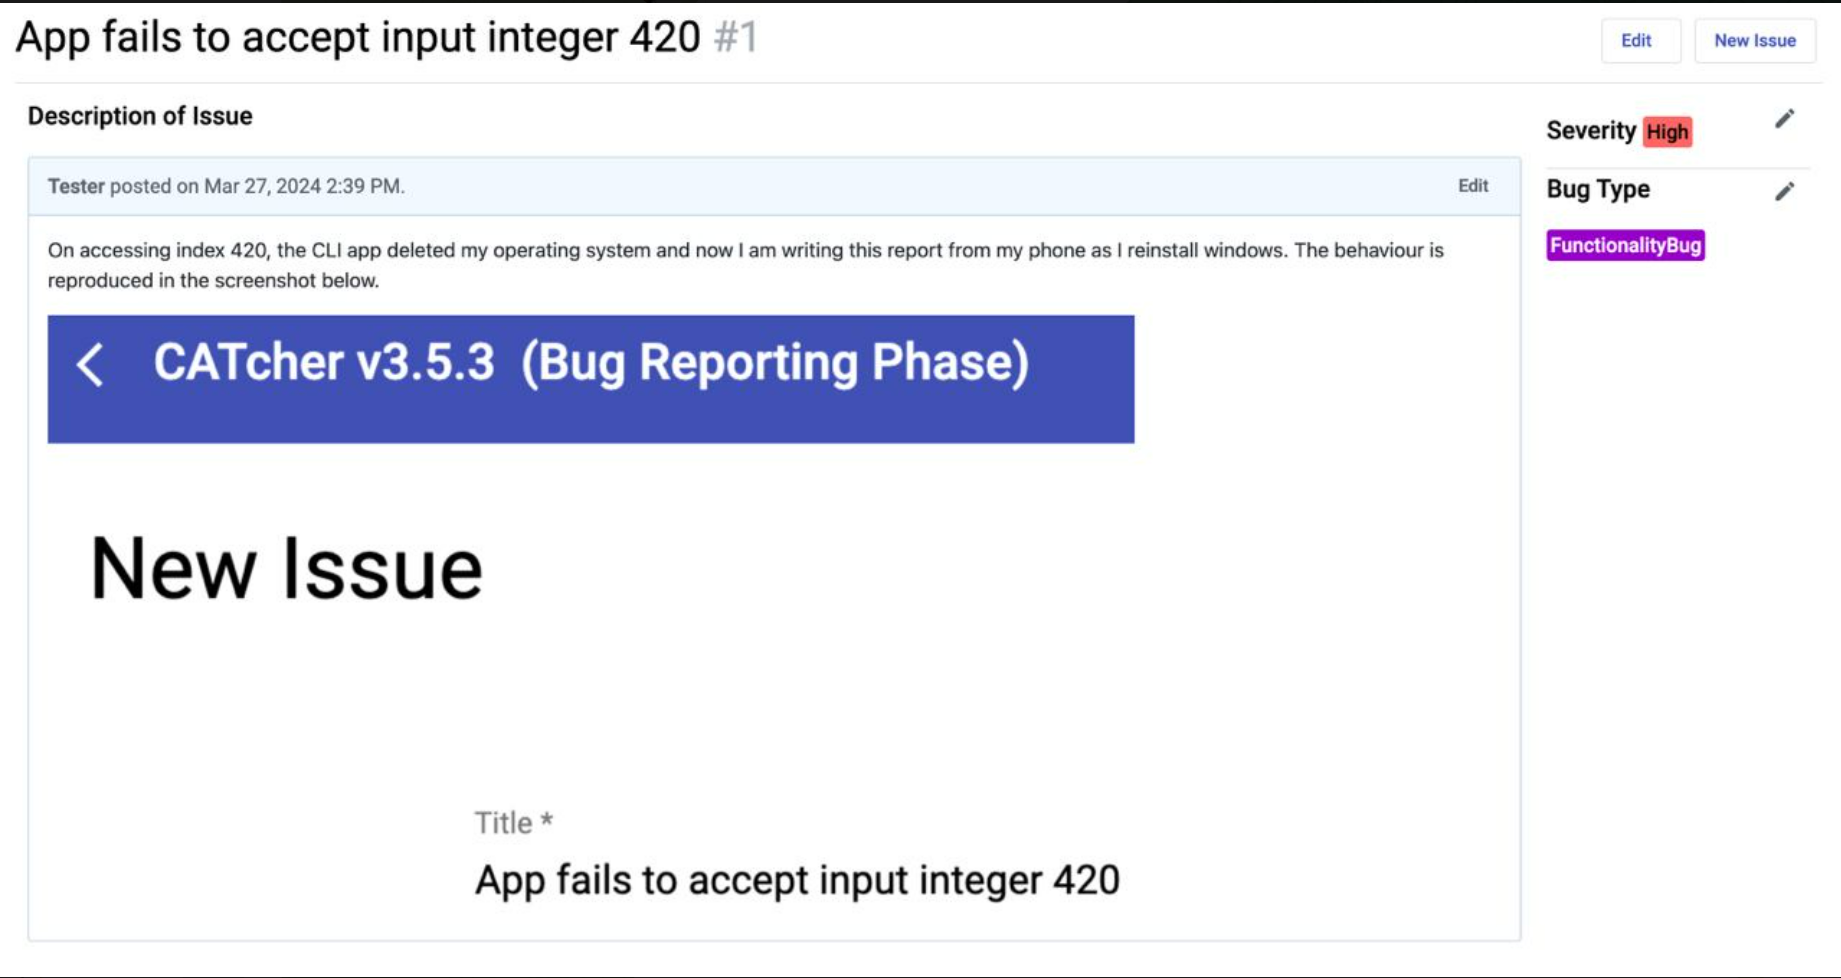 App fails to accept input integer 420 #1
Edit
New Issue
Description of Issue
Severity High
Tester posted on Mar 27, 2024 2:39 PM.
Edit
Bug Type
FunctionalityBug
On accessing index 420, the CLI app deleted my operating system and now I am writing this report from my phone as I reinstall windows. The behaviour is
reproduced in the screenshot below.
CATcher v3.5.3 (Bug Reporting Phase)
New Issue
Title *
App fails to accept input integer 420